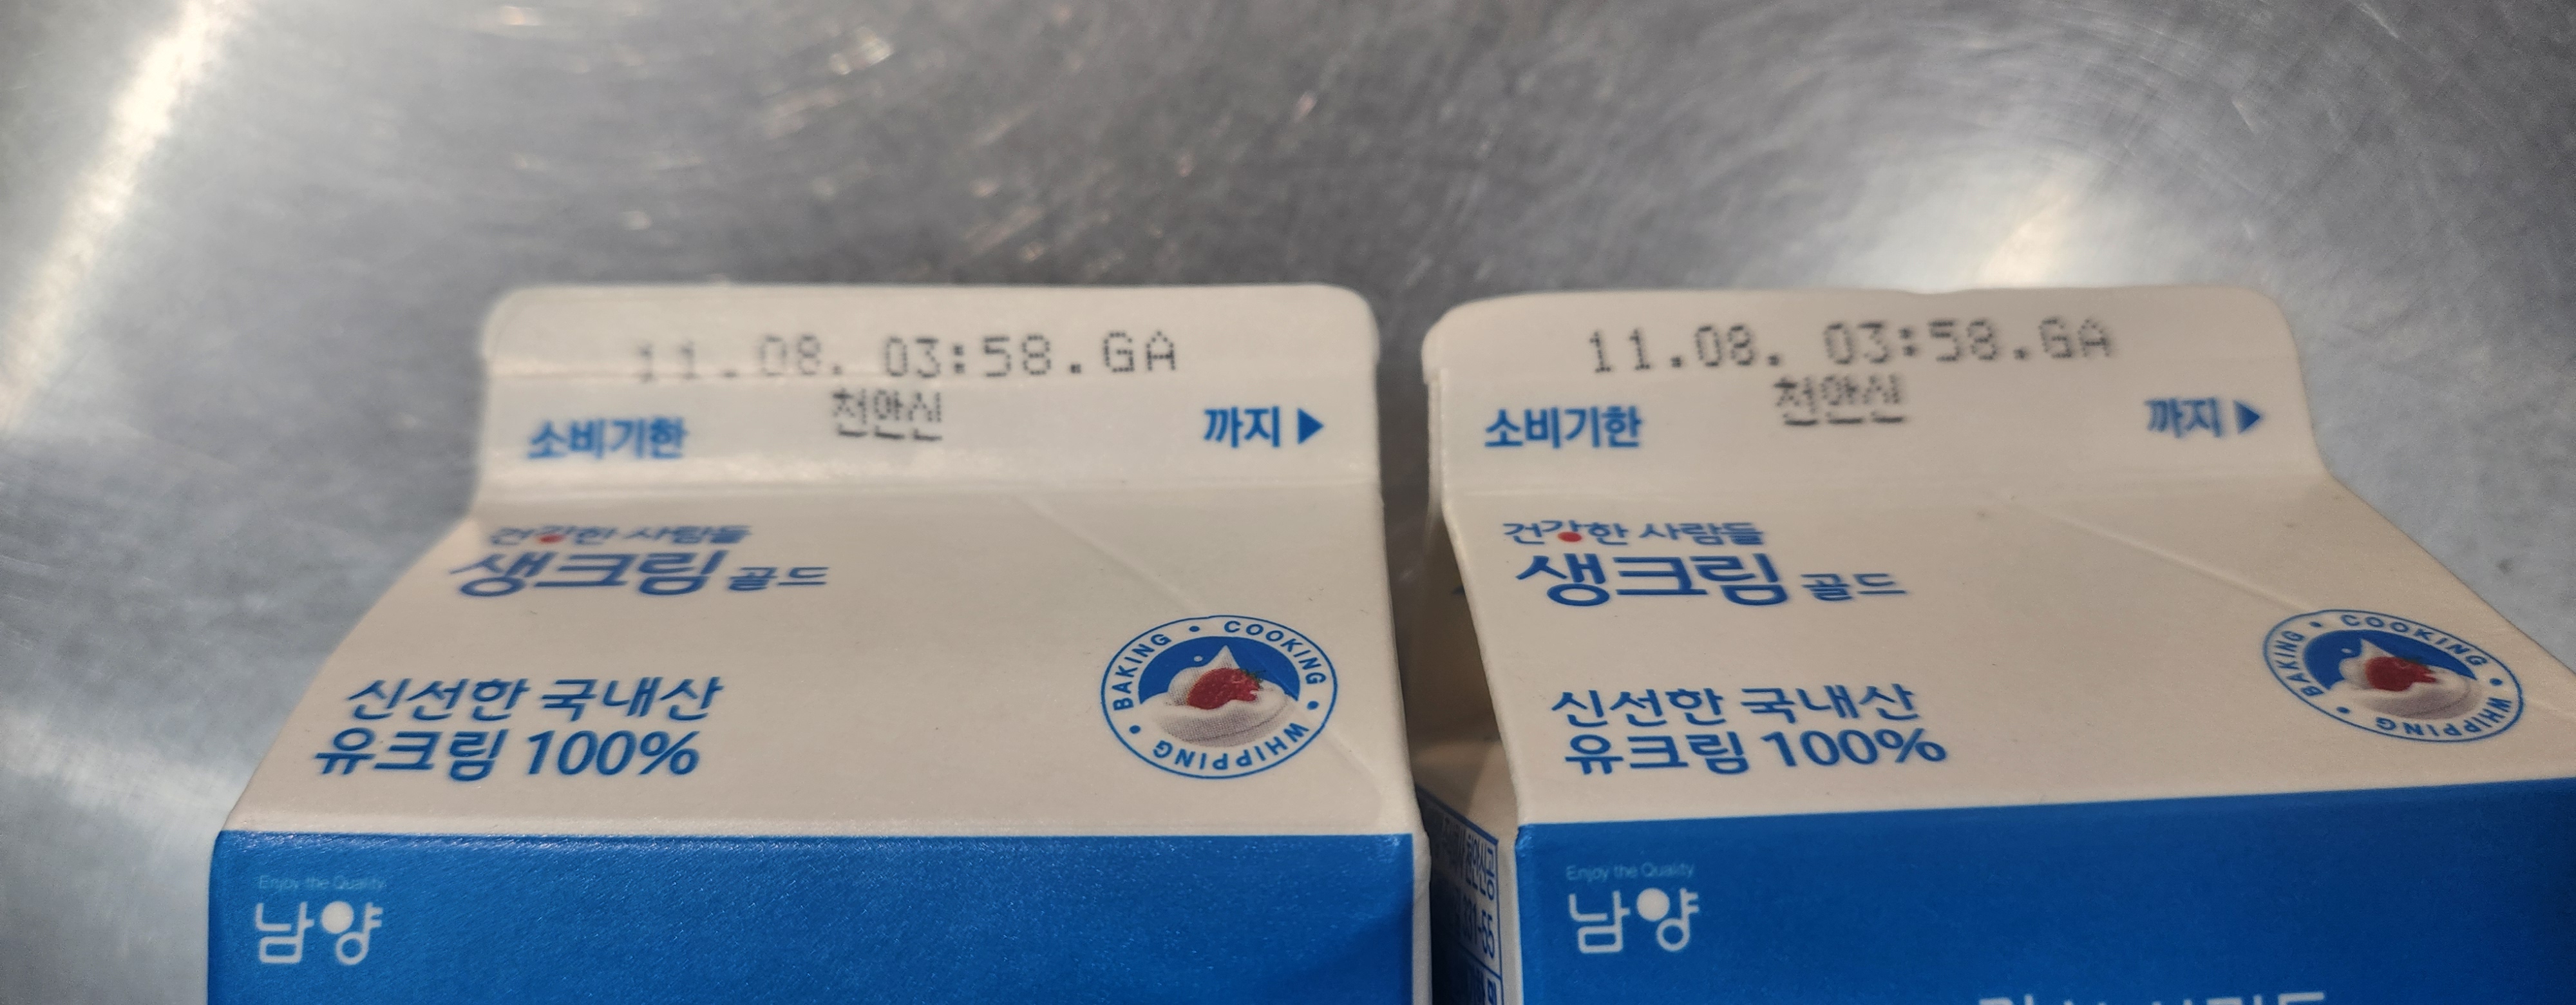 11.08. 03:58.GA
천안신
소비기한 까지▶
건강한 사람들
생크림 골드
신선한 국내산
유크림 100%
BAKING • COOKING • WHIPPING •
Enjoy the Quality
남양
11.08. 03:58.GA
천안신
소비기한 까지▶
건강한 사람들
생크림 골드
신선한 국내산
유크림 100%
BAKING • COOKING • WHIPPING •
Enjoy the Quality
남양